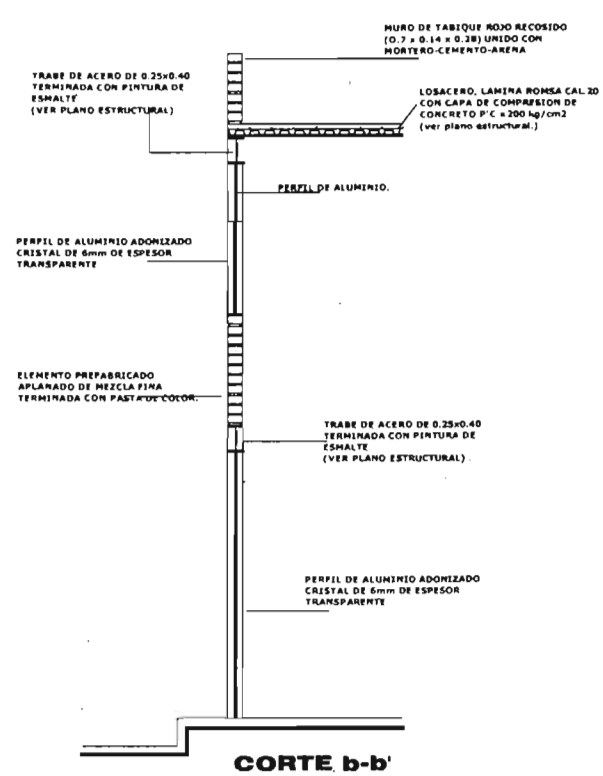 MURO DE TABIQUE ROJO RECOSIDO
(0.7 x 0.14 x 0.28) UNIDO CON
MORTERO-CEMENTO-ARENA
TRABE DE ACERO DE 0.25x0.40
TERMINADA CON PINTURA DE
ESMALTE
(VER PLANO ESTRUCTURAL)
LOSACERO, LAMINA ROMSA CAL.20
CON CAPA DE COMPRESION DE
CONCRETO F'C =200 kg/cm2
(ver plano estructural.)
PERFIL DE ALUMINIO.
PERFIL DE ALUMINIO ADONIZADO
CRISTAL DE 6mm DE ESPESOR
TRANSPARENTE
ELEMENTO PREFABRICADO
APLANADO DE MEZCLA FINA
TERMINADA CON PASTA DE COLOR.
TRABE DE ACERO DE 0.25x0.40
TERMINADA CON PINTURA DE
ESMALTE
(VER PLANO ESTRUCTURAL)
PERFIL DE ALUMINIO ADONIZADO
CRISTAL DE 6mm DE ESPESOR
TRANSPARENTE
CORTE b-b'